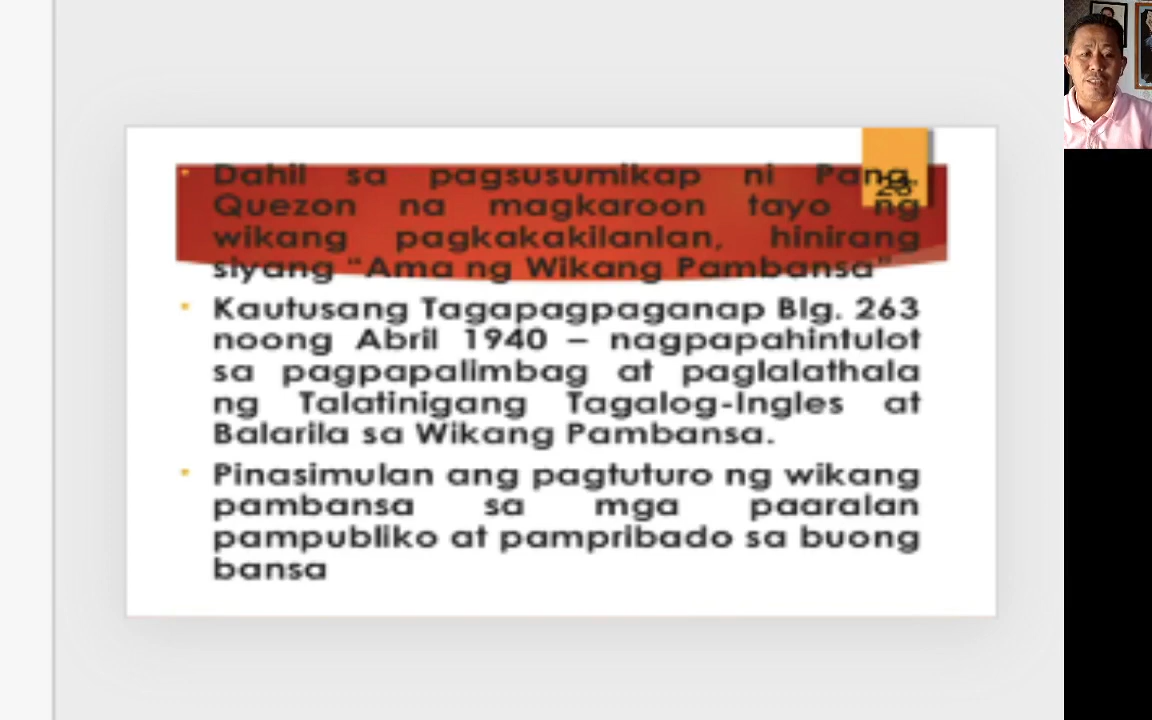 Dahil sa pagsusumikap ni Pang.
Quezon na magkaroon tayo ng
wikang pagkakakilanlan, hinirang
siyang "Ama ng Wikang Pambansa"
Kautusang Tagapagpaganap Blg. 263
noong Abril 1940 – nagpapahintulot
sa pagpapalimbag at paglalathala
ng Talatinigang Tagalog-Ingles at
Balarila sa Wikang Pambansa.
Pinasimulan ang pagtuturo ng wikang
pambansa sa mga paaralan
pampubliko at pampribado sa buong
bansa